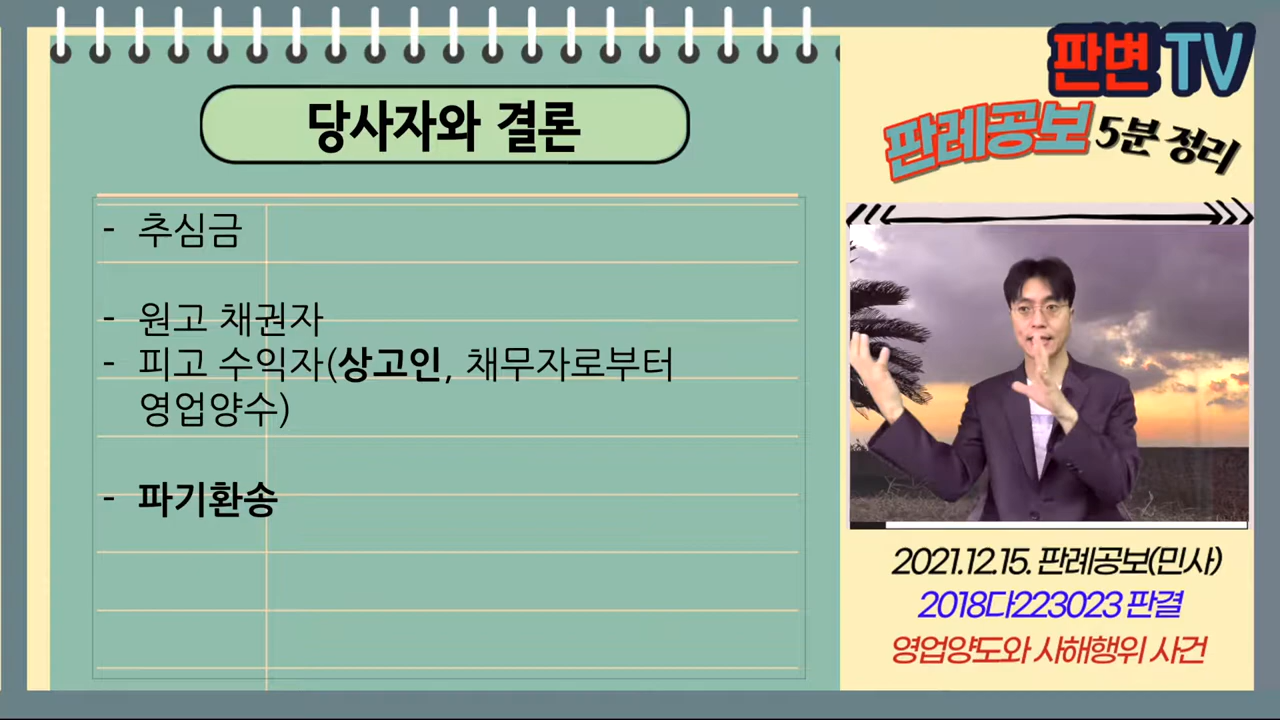 당사자와 결론
- 추심금
- 원고 채권자
- 피고 수익자(상고인, 채무자로부터
영업양수)
- 파기환송
판변 TV
판례공보 5분 정리
2021.12.15. 판례공보(민사)
2018다223023 판결
영업양도와 사해행위 사건